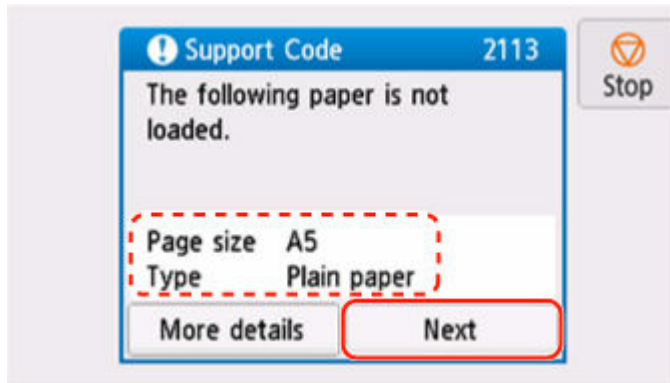 Support Code 2113
Stop
The following paper is not
loaded.
Page size A5
Type Plain paper
More details Next